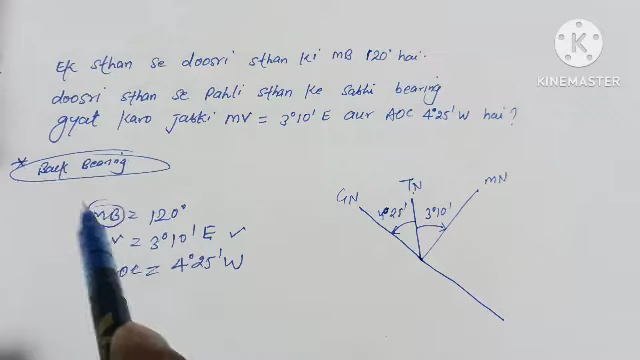 Ek sthan se doosri sthan ki MB 120° hai.
doosri sthan se Pahli sthan ke sabhi bearing
gyat karo jabki MV = 3°10' E aur AOC 4°25' W hai?
* Back Bearing
MB = 120°
V = 3°10' E ✓
OC = 4°25' W
GN
TN
MN
4°25'
3°10'
K
KINEMASTER